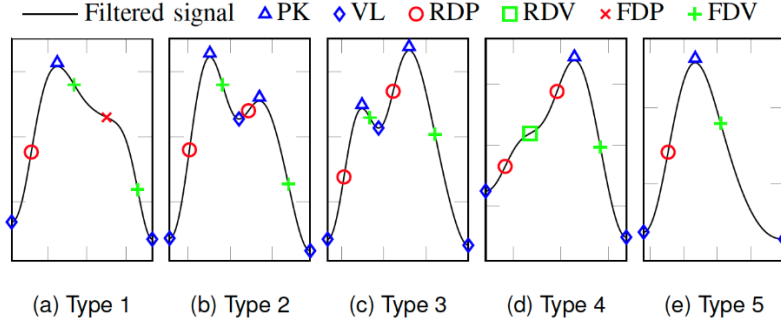 Filtered signal PK VL RDP RDV FDP FDV
(a) Type 1 (b) Type 2 (c) Type 3 (d) Type 4 (e) Type 5